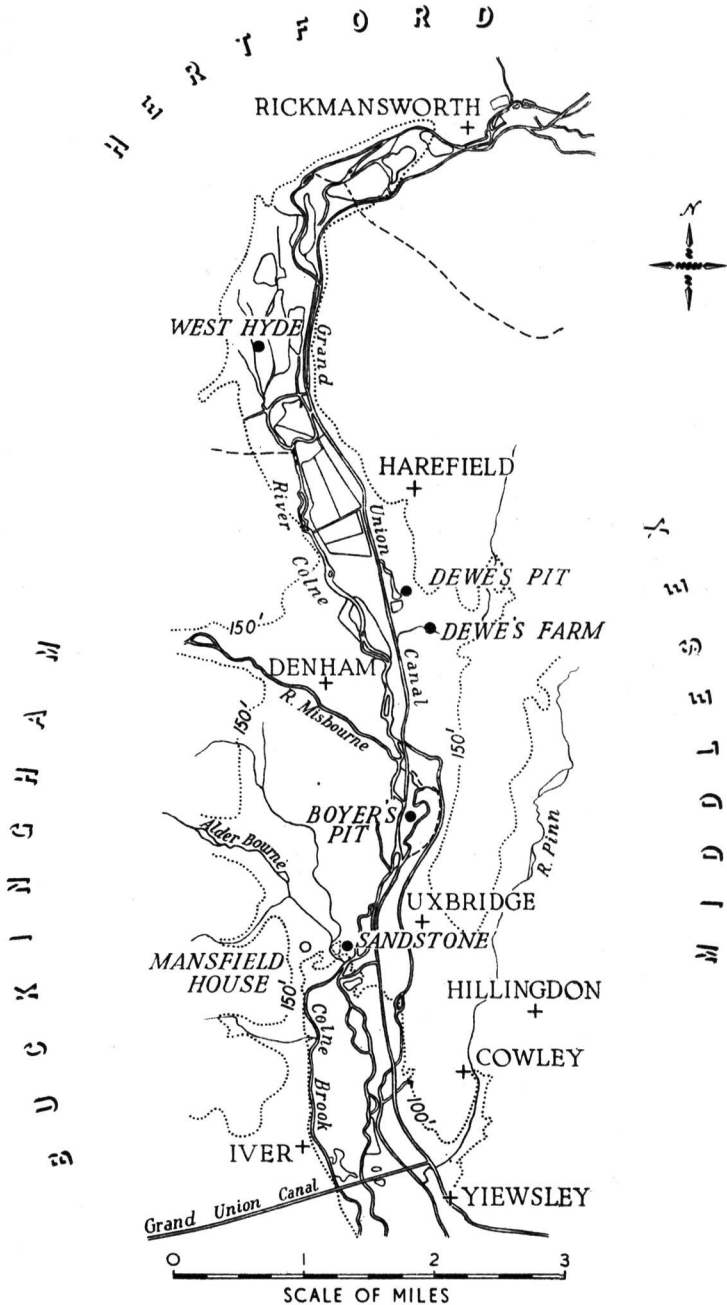 HERTFORD
RICKMANSWORTH
N
WEST HYDE
Grand
HAREFIELD
River
Union
Colne
DEWE'S PIT
DEWE'S FARM
150'
DENHAM
Canal
R. Misbourne
150'
150'
BOYER'S
PIT
Alder Bourne
R. Pinn
UXBRIDGE
SANDSTONE
MANSFIELD
HOUSE
150'
HILLINGDON
Colne
Brook
COWLEY
100'
IVER
YIEWSLEY
Grand Union Canal
BUCKINGHAM
MIDDLESEX
0 1 2 3
SCALE OF MILES